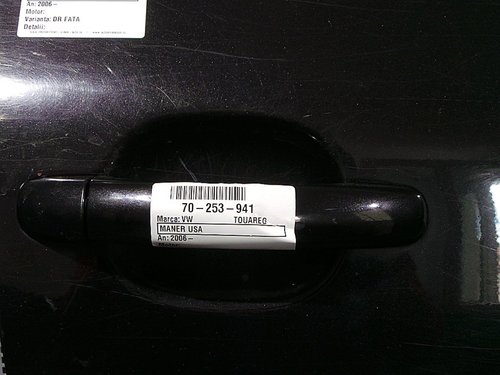 An: 2006-
Motor:
Varianta: DR FATA
Detalii:
70-253-941
Marca: VW TOUAREG
MANER USA
An: 2006-